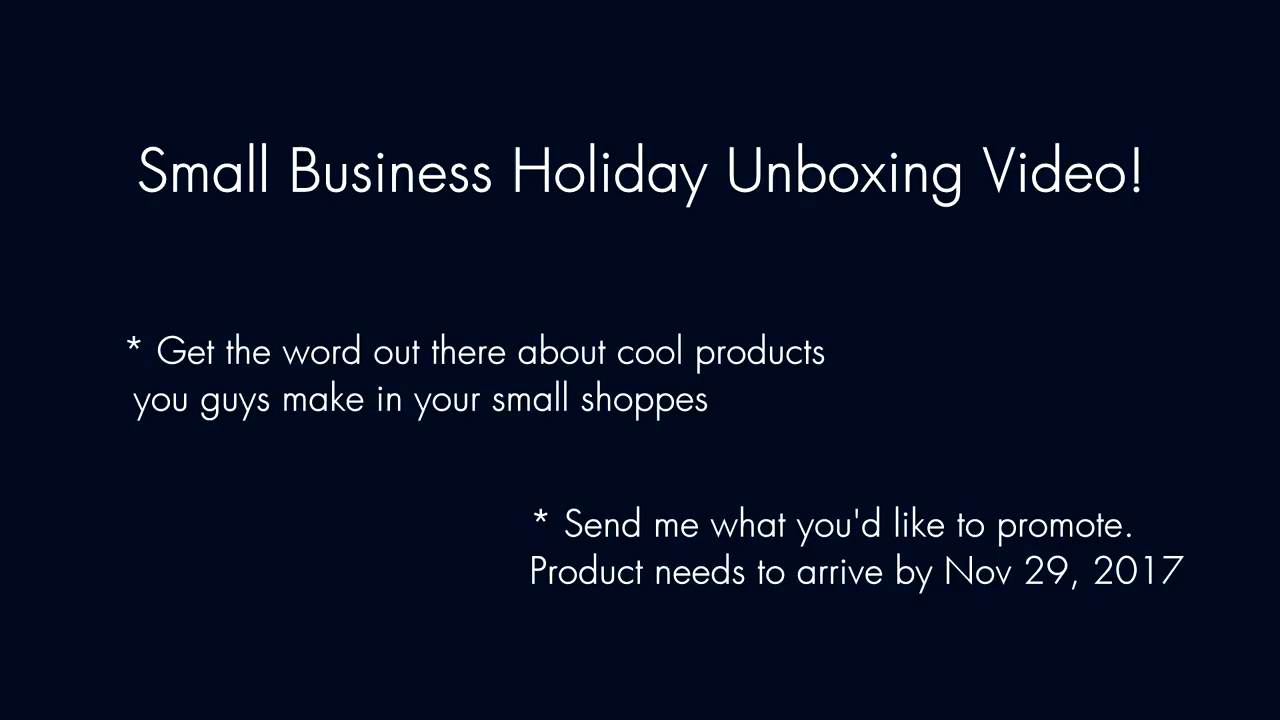 Small Business Holiday Unboxing Video!
* Get the word out there about cool products
you guys make in your small shoppes
* Send me what you'd like to promote.
Product needs to arrive by Nov 29, 2017